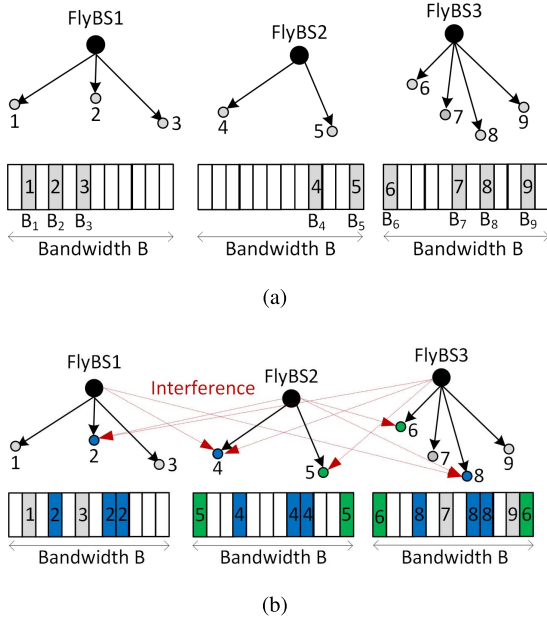 FlyBS1 FlyBS2 FlyBS3
1 2 3 4 5 6 7 8 9
1 2 3 4 5 6 7 8 9
B1 B2 B3 B4 B5 B6 B7 B8 B9
Bandwidth B Bandwidth B Bandwidth B
(a)
FlyBS1 Interference FlyBS2 FlyBS3
1 2 3 4 5 6 7 8 9
1 2 3 2 2 5 4 4 4 5 6 8 7 8 8 9 6
Bandwidth B Bandwidth B Bandwidth B
(b)